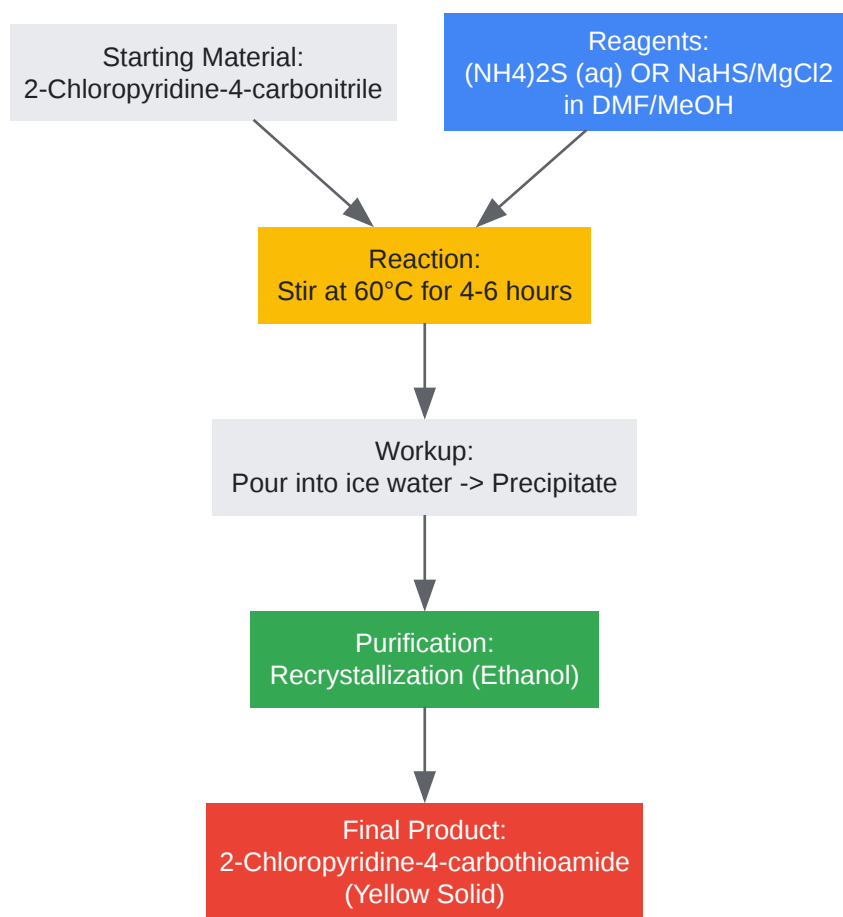 Starting Material:
2-Chloropyridine-4-carbonitrile
Reagents:
(NH4)2S (aq) OR NaHS/MgCl2
in DMF/MeOH
Reaction:
Stir at 60°C for 4-6 hours
Workup:
Pour into ice water -> Precipitate
Purification:
Recrystallization (Ethanol)
Final Product:
2-Chloropyridine-4-carbothioamide
(Yellow Solid)